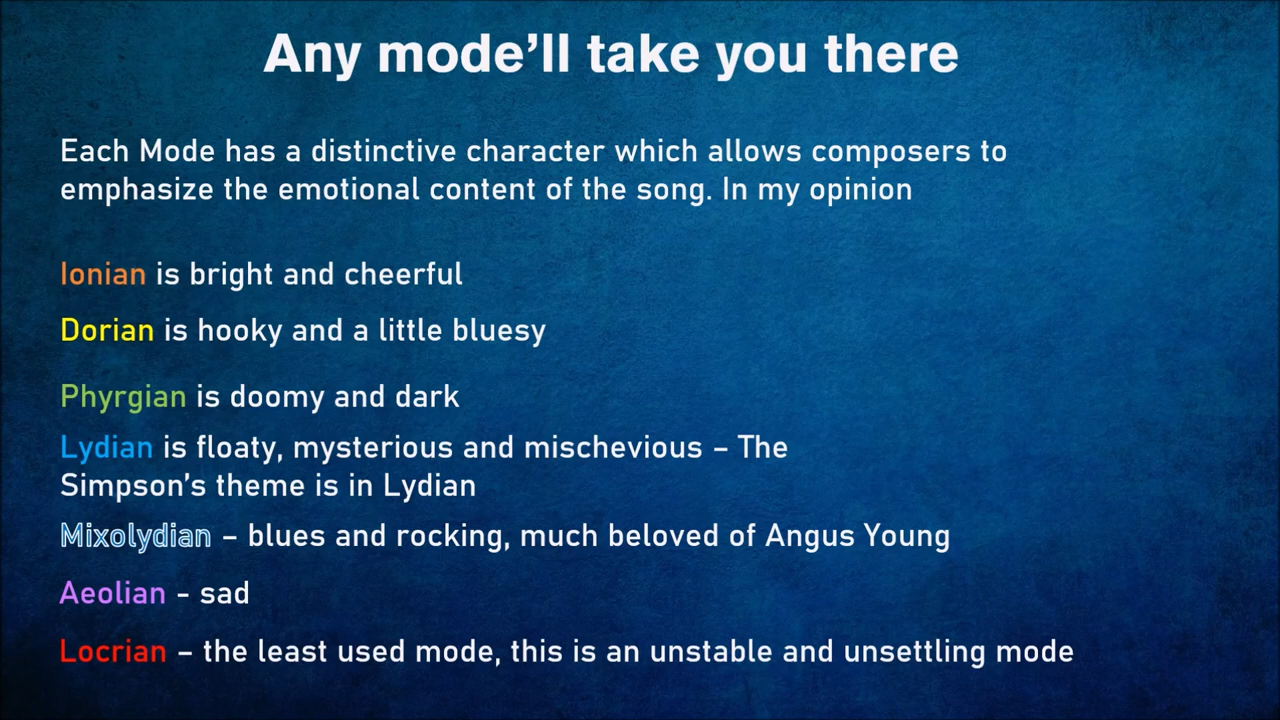 Any mode’ll take you there
Each Mode has a distinctive character which allows composers to
emphasize the emotional content of the song. In my opinion
Ionian is bright and cheerful
Dorian is hooky and a little bluesy
Phyrgian is doomy and dark
Lydian is floaty, mysterious and mischevious – The
Simpson’s theme is in Lydian
Mixolydian – blues and rocking, much beloved of Angus Young
Aeolian - sad
Locrian – the least used mode, this is an unstable and unsettling mode